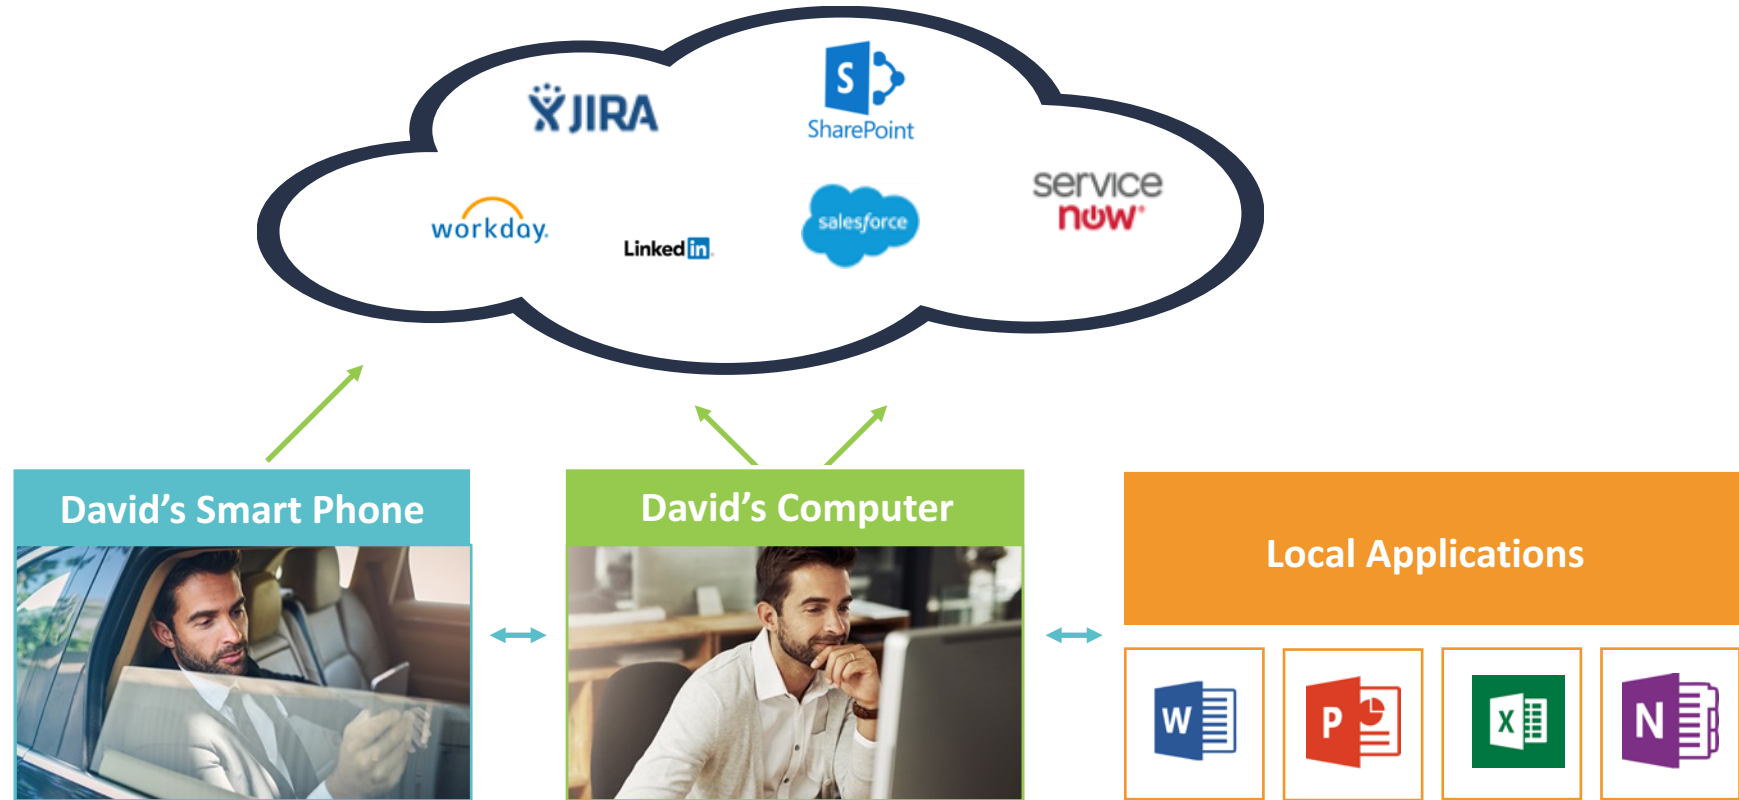 JIRA
S
SharePoint
workday.
Linked in
salesforce
service
now
David's Smart Phone
David's Computer
Local Applications
W
P
X
N